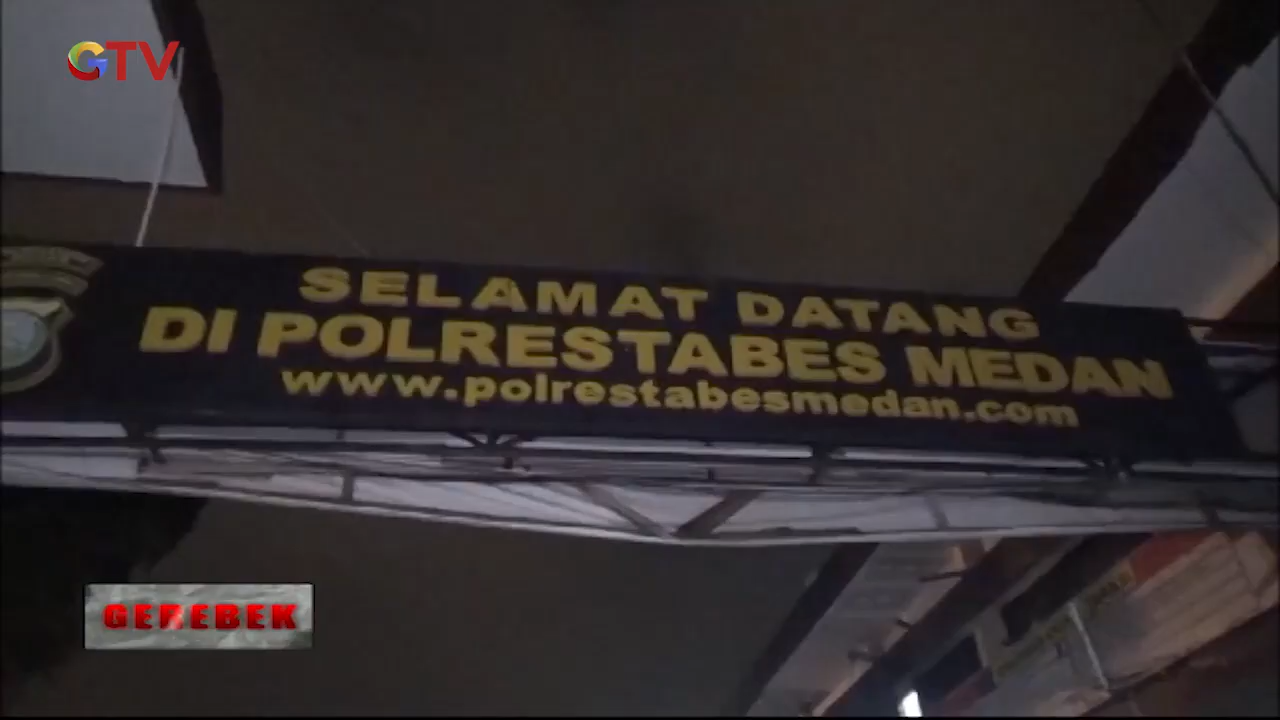 GTV
SELAMAT DATANG
DI POLRESTABES MEDAN
www.polrestabesmedan.com
GEREBEK